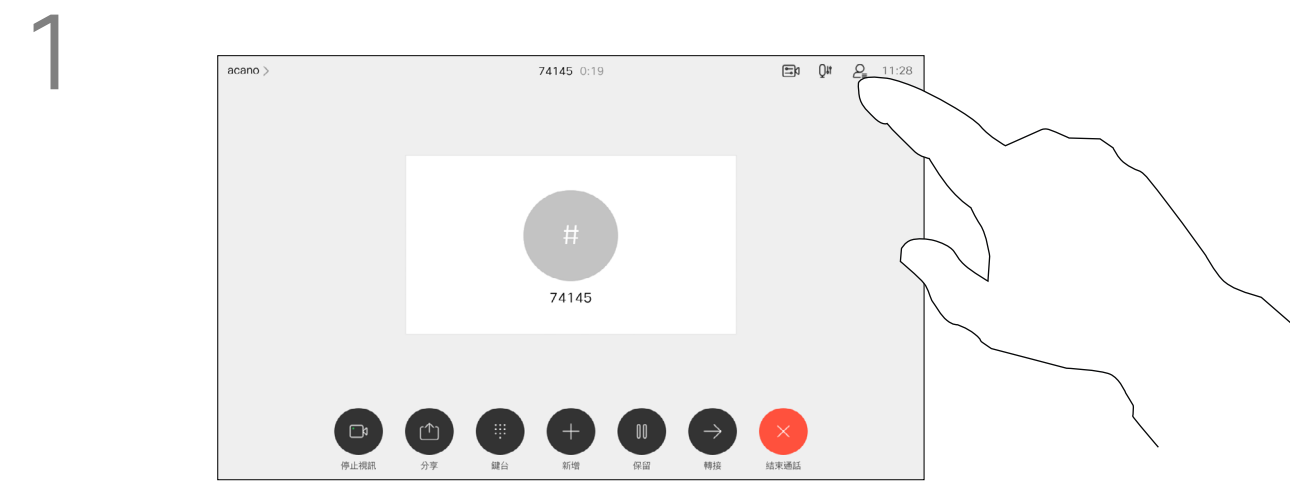 1
acano >
74145 0:19
11:28
#
74145
停止視訊
分享
鍵台
新增
保留
轉接
結束通話